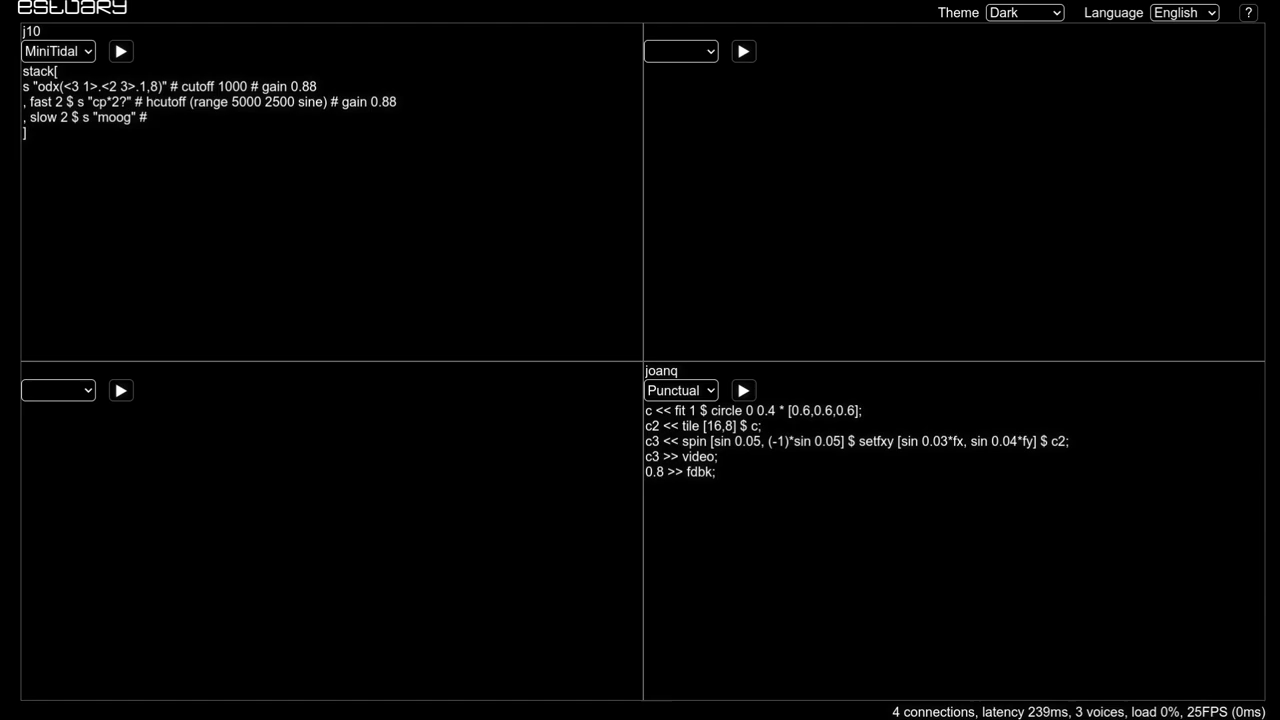 estuary
Theme Dark Language English ?
j10
MiniTidal
stack[
s "odx(<3 1>.<2 3>.1,8)" # cutoff 1000 # gain 0.88
, fast 2 $ s "cp*2?" # hcutoff (range 5000 2500 sine) # gain 0.88
, slow 2 $ s "moog" #
]
joanq
Punctual
c << fit 1 $ circle 0 0.4 * [0.6,0.6,0.6];
c2 << tile [16,8] $ c;
c3 << spin [sin 0.05, (-1)*sin 0.05] $ setfxy [sin 0.03*fx, sin 0.04*fy] $ c2;
c3 >> video;
0.8 >> fdbk;
4 connections, latency 239ms, 3 voices, load 0%, 25FPS (0ms)